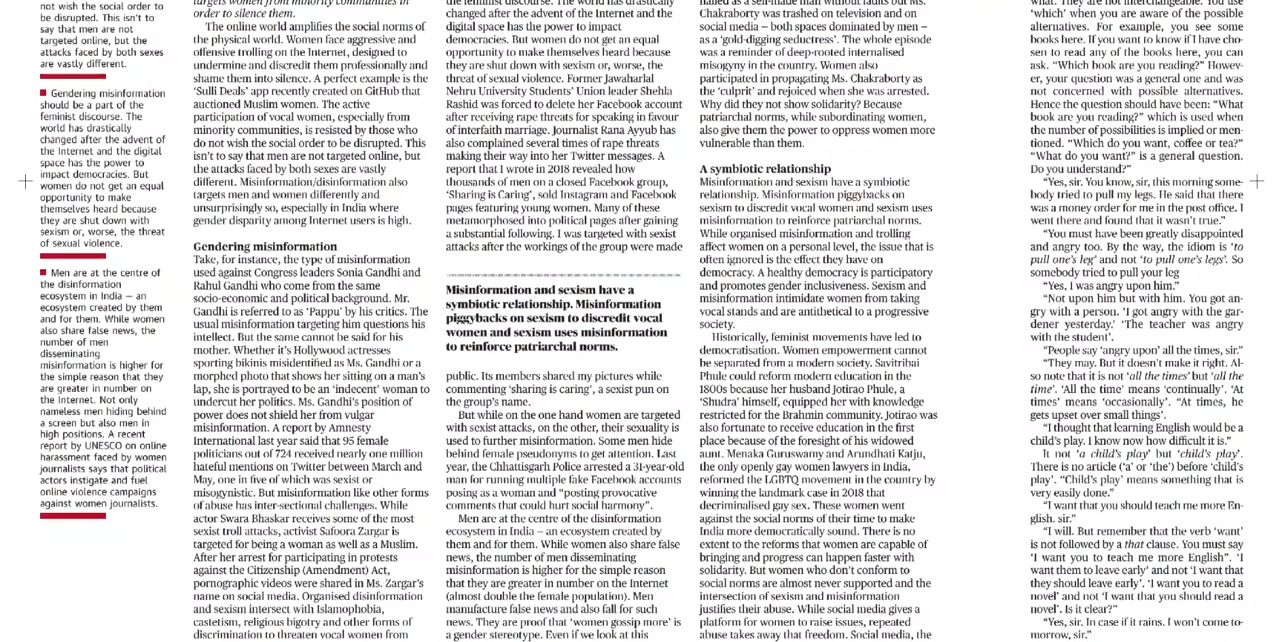 not wish the social order to
be disrupted. This isn't to
say that men are not
targeted online, but the
attacks faced by both sexes
are vastly different.
Gendering misinformation
should be a part of the
feminist discourse. The
world has drastically
changed after the advent of
the Internet and the digital
space has the power to
impact democracies. But
women do not get an equal
opportunity to make
themselves heard because
they are shut down with
sexism or, worse, the threat
of sexual violence.
Men are at the centre of
the disinformation
ecosystem in India — an
ecosystem created by them
and for them. While women
also share false news, the
number of men
disseminating
misinformation is higher for
the simple reason that they
are greater in number on
the Internet. Not only
nameless men hiding behind
a screen but also men in
high positions. A recent
report by UNESCO on online
harassment faced by women
journalists says that political
actors instigate and fuel
online violence campaigns
against women journalists.
targets women from minority communities in
order to silence them.
The online world amplifies the social norms of
the physical world. Women face aggressive and
offensive trolling on the Internet, designed to
undermine and discredit them professionally and
shame them into silence. A perfect example is the
'Sulli Deals' app recently created on GitHub that
auctioned Muslim women. The active
participation of vocal women, especially from
minority communities, is resisted by those who
do not wish the social order to be disrupted. This
isn't to say that men are not targeted online, but
the attacks faced by both sexes are vastly
different. Misinformation/disinformation also
targets men and women differently and
unsurprisingly so, especially in India where
gender disparity among Internet users is high.
Gendering misinformation
Take, for instance, the type of misinformation
used against Congress leaders Sonia Gandhi and
Rahul Gandhi who come from the same
socio-economic and political background. Mr.
Gandhi is referred to as 'Pappu' by his critics. The
usual misinformation targeting him questions his
intellect. But the same cannot be said for his
mother. Whether it's Hollywood actresses
sporting bikinis misidentified as Ms. Gandhi or a
morphed photo that shows her sitting on a man's
lap, she is portrayed to be an 'indecent' woman to
undercut her politics. Ms. Gandhi's position of
power does not shield her from vulgar
misinformation. A report by Amnesty
International last year said that 95 female
politicians out of 724 received nearly one million
hateful mentions on Twitter between March and
May, one in five of which was sexist or
misogynistic. But misinformation like other forms
of abuse has inter-sectional challenges. While
actor Swara Bhaskar receives some of the most
sexist troll attacks, activist Safoora Zargar is
targeted for being a woman as well as a Muslim.
After her arrest for participating in protests
against the Citizenship (Amendment) Act,
pornographic videos were shared in Ms. Zargar's
name on social media. Organised disinformation
and sexism intersect with Islamophobia,
casteism, religious bigotry and other forms of
discrimination to threaten vocal women from
the feminist discourse. The world has drastically
changed after the advent of the Internet and the
digital space has the power to impact
democracies. But women do not get an equal
opportunity to make themselves heard because
they are shut down with sexism or, worse, the
threat of sexual violence. Former Jawaharlal
Nehru University Students' Union leader Shehla
Rashid was forced to delete her Facebook account
after receiving rape threats for speaking in favour
of interfaith marriage. Journalist Rana Ayyub has
also complained several times of rape threats
making their way into her Twitter messages. A
report that I wrote in 2018 revealed how
thousands of men on a closed Facebook group,
'Sharing is Caring', sold Instagram and Facebook
pages featuring young women. Many of these
metamorphosed into political pages after gaining
a substantial following. I was targeted with sexist
attacks after the workings of the group were made
Misinformation and sexism have a
symbiotic relationship. Misinformation
piggybacks on sexism to discredit vocal
women and sexism uses misinformation
to reinforce patriarchal norms.
public. Its members shared my pictures while
commenting 'sharing is caring', a sexist pun on
the group's name.
But while on the one hand women are targeted
with sexist attacks, on the other, their sexuality is
used to further misinformation. Some men hide
behind female pseudonyms to get attention. Last
year, the Chhattisgarh Police arrested a 31-year-old
man for running multiple fake Facebook accounts
posing as a woman and "posting provocative
comments that could hurt social harmony".
Men are at the centre of the disinformation
ecosystem in India — an ecosystem created by
them and for them. While women also share false
news, the number of men disseminating
misinformation is higher for the simple reason
that they are greater in number on the Internet
(almost double the female population). Men
manufacture false news and also fall for such
news. They are proof that 'women gossip more' is
a gender stereotype. Even if we look at this
hailed as a self-made man without faults but Ms.
Chakraborty was trashed on television and on
social media – both spaces dominated by men –
as a 'gold-digging seductress'. The whole episode
was a reminder of deep-rooted internalised
misogyny in the country. Women also
participated in propagating Ms. Chakraborty as
the 'culprit' and rejoiced when she was arrested.
Why did they not show solidarity? Because
patriarchal norms, while subordinating women,
also give them the power to oppress women more
vulnerable than them.
A symbiotic relationship
Misinformation and sexism have a symbiotic
relationship. Misinformation piggybacks on
sexism to discredit vocal women and sexism uses
misinformation to reinforce patriarchal norms.
While organised misinformation and trolling
affect women on a personal level, the issue that is
often ignored is the effect they have on
democracy. A healthy democracy is participatory
and promotes gender inclusiveness. Sexism and
misinformation intimidate women from taking
vocal stands and are antithetical to a progressive
society.
Historically, feminist movements have led to
democratisation. Women empowerment cannot
be separated from a modern society. Savitribai
Phule could reform modern education in the
1800s because her husband Jotirao Phule, a
'Shudra' himself, equipped her with knowledge
restricted for the Brahmin community. Jotirao was
also fortunate to receive education in the first
place because of the foresight of his widowed
aunt. Menaka Guruswamy and Arundhati Katju,
the only openly gay women lawyers in India,
reformed the LGBTQ movement in the country by
winning the landmark case in 2018 that
decriminalised gay sex. These women went
against the social norms of their time to make
India more democratically sound. There is no
extent to the reforms that women are capable of
bringing and progress can happen faster with
solidarity. But women who don't conform to
social norms are almost never supported and the
intersection of sexism and misinformation
justifies their abuse. While social media gives a
platform for women to raise issues, repeated
abuse takes away that freedom. Social media, the
what. They are not interchangeable. You use
'which' when you are aware of the possible
alternatives. For example, you see some
books here. If you want to know if I have cho-
sen to read any of the books here, you can
ask. "Which book are you reading?" Howev-
er, your question was a general one and was
not concerned with possible alternatives.
Hence the question should have been: "What
book are you reading?" which is used when
the number of possibilities is implied or men-
tioned. "Which do you want, coffee or tea?"
"What do you want?" is a general question.
Do you understand?"
"Yes, sir. You know, sir, this morning some-
body tried to pull my legs. He said that there
was a money order for me in the post office. I
went there and found that it wasn't true."
"You must have been greatly disappointed
and angry too. By the way, the idiom is 'to
pull one's leg' and not 'to pull one's legs'. So
somebody tried to pull your leg
"Yes, I was angry upon him."
"Not upon him but with him. You got an-
gry with a person. 'I got angry with the gar-
dener yesterday.' 'The teacher was angry
with the student'.
"People say 'angry upon' all the times, sir."
"They may. But it doesn't make it right. Al-
so note that it is not 'all the times' but 'all the
time'. 'All the time' means 'continually'. 'At
times' means 'occasionally'. "At times, he
gets upset over small things'.
"I thought that learning English would be a
child's play. I know now how difficult it is."
It not 'a child's play' but 'child's play'.
There is no article ('a' or 'the') before 'child's
play'. "Child's play' means something that is
very easily done."
"I want that you should teach me more En-
glish. sir."
"I will. But remember that the verb 'want'
is not followed by a that clause. You must say
'I want you to teach me more English". 'I
want them to leave early' and not 'I want that
they should leave early'. 'I want you to read a
novel' and not 'I want that you should read a
novel'. Is it clear?"
"Yes, sir. In case if it rains. I won't come to-
morrow, sir."